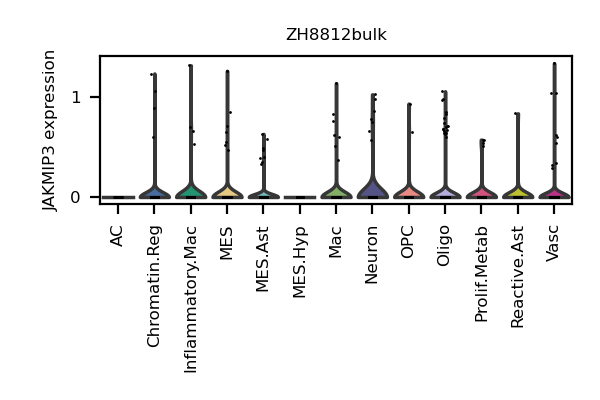 ZH8812bulk
JAKMIP3 expression
1
0
AC
Chromatin.Reg
Inflammatory.Mac
MES
MES.Ast
MES.Hyp
Mac
Neuron
OPC
Oligo
Prolif.Metab
Reactive.Ast
Vasc